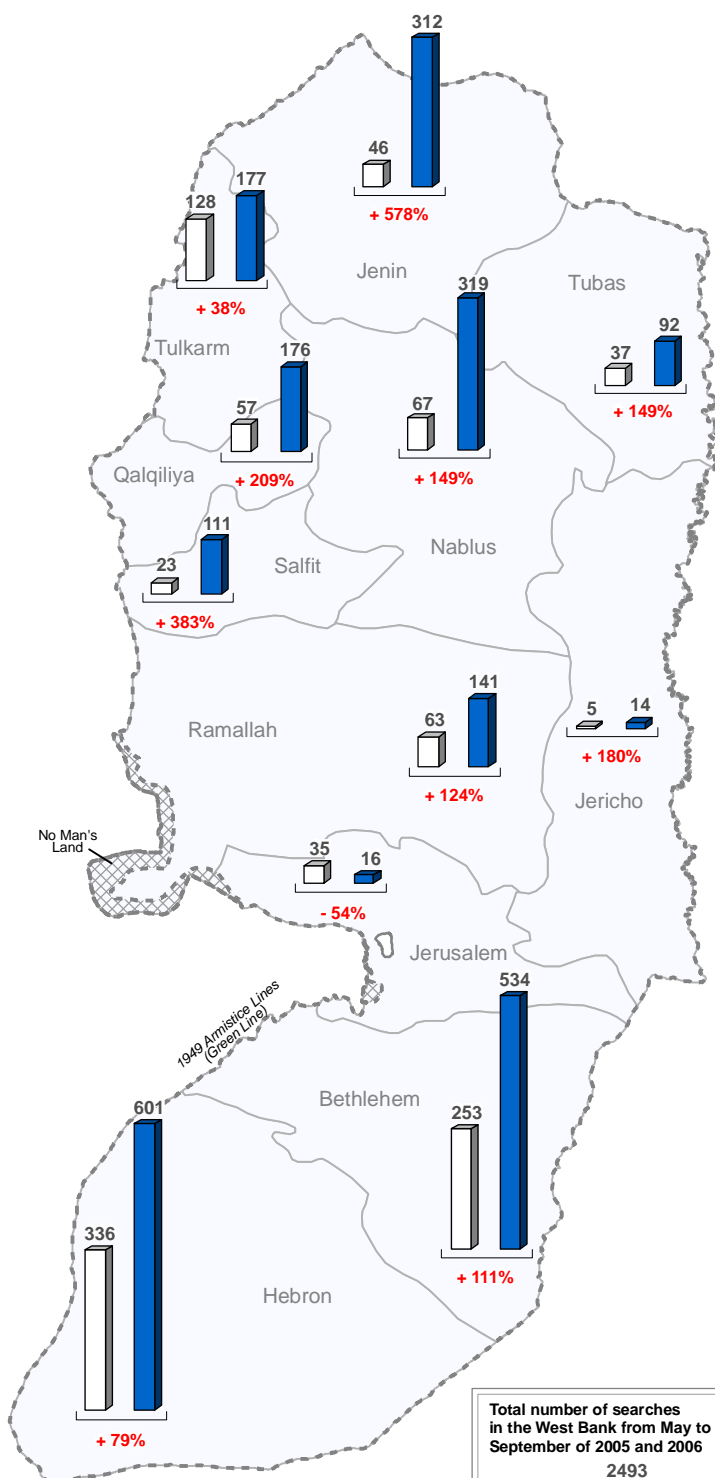 312
46
+ 578%
Jenin
128
177
+ 38%
Tulkarm
Tubas
37
92
+ 149%
319
67
+ 149%
Nablus
57
176
+ 209%
Qalqiliya
23
111
+ 383%
Salfit
63
141
+ 124%
Ramallah
5
14
+ 180%
Jericho
No Man's
Land
35
16
- 54%
Jerusalem
1949 Armistice Lines
(Green Line)
Bethlehem
253
534
+ 111%
336
601
+ 79%
Hebron
Total number of searches
in the West Bank from May to
September of 2005 and 2006
2493